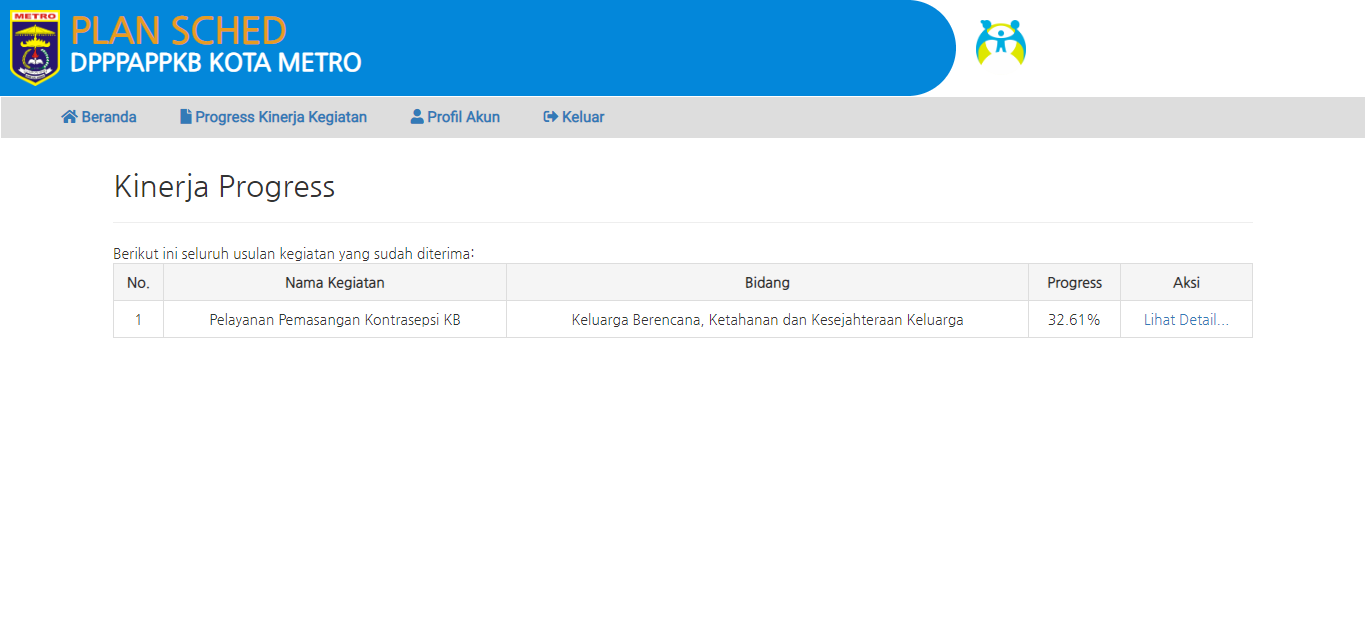 METRO
PLAN SCHED
DPPPAPPKB KOTA METRO
Beranda Progress Kinerja Kegiatan Profil Akun Keluar
Kinerja Progress
Berikut ini seluruh usulan kegiatan yang sudah diterima:
No. Nama Kegiatan Bidang Progress Aksi
1 Pelayanan Pemasangan Kontrasepsi KB Keluarga Berencana, Ketahanan dan Kesejahteraan Keluarga 32.61% Lihat Detail...